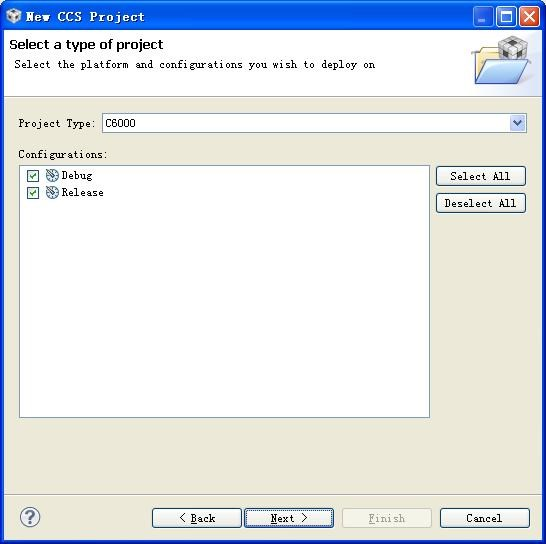 New CCS Project
Select a type of project
Select the platform and configurations you wish to deploy on
Project Type: C6000
Configurations:
Debug
Release
Select All
Deselect All
?
< Back
Next >
Finish
Cancel